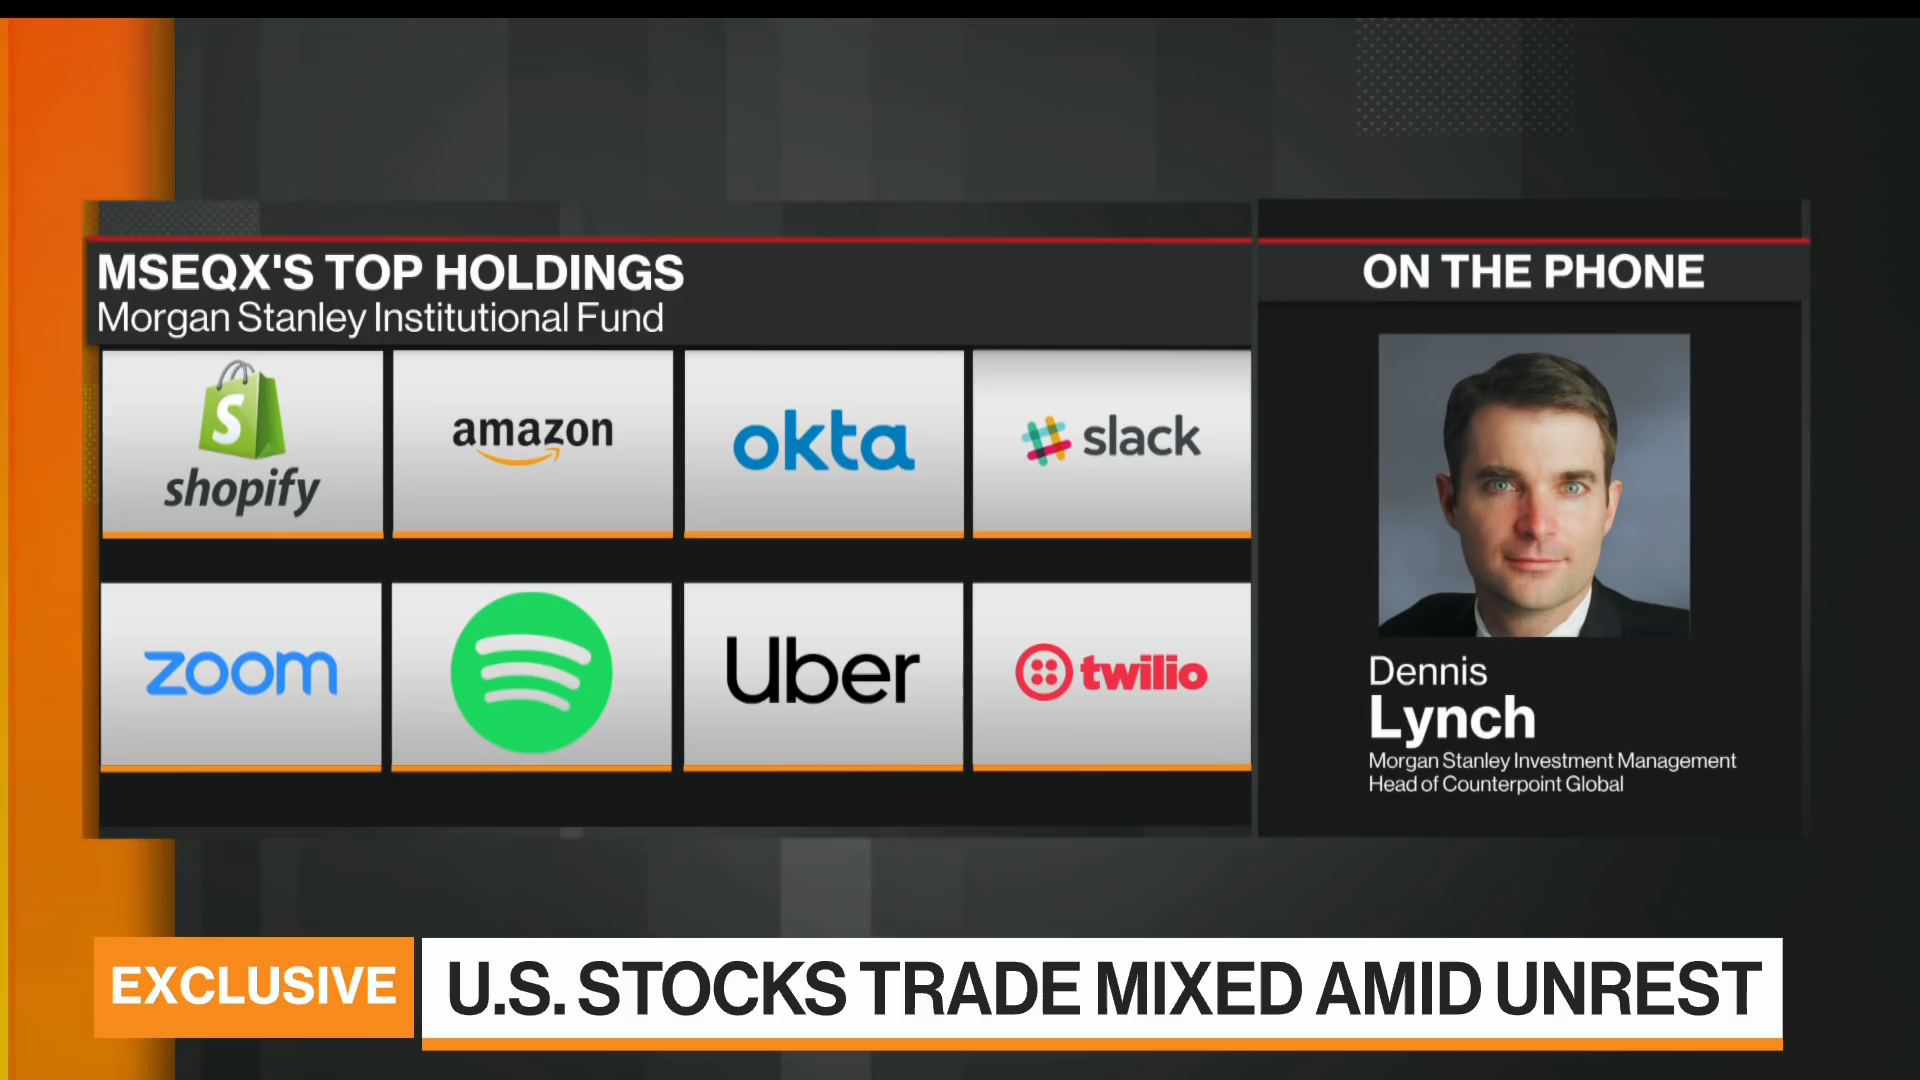 MSEQX'S TOP HOLDINGS
Morgan Stanley Institutional Fund
ON THE PHONE
S
shopify
amazon
okta
slack
zoom
Uber
twilio
Dennis
Lynch
Morgan Stanley Investment Management
Head of Counterpoint Global
EXCLUSIVE
U.S. STOCKS TRADE MIXED AMID UNREST